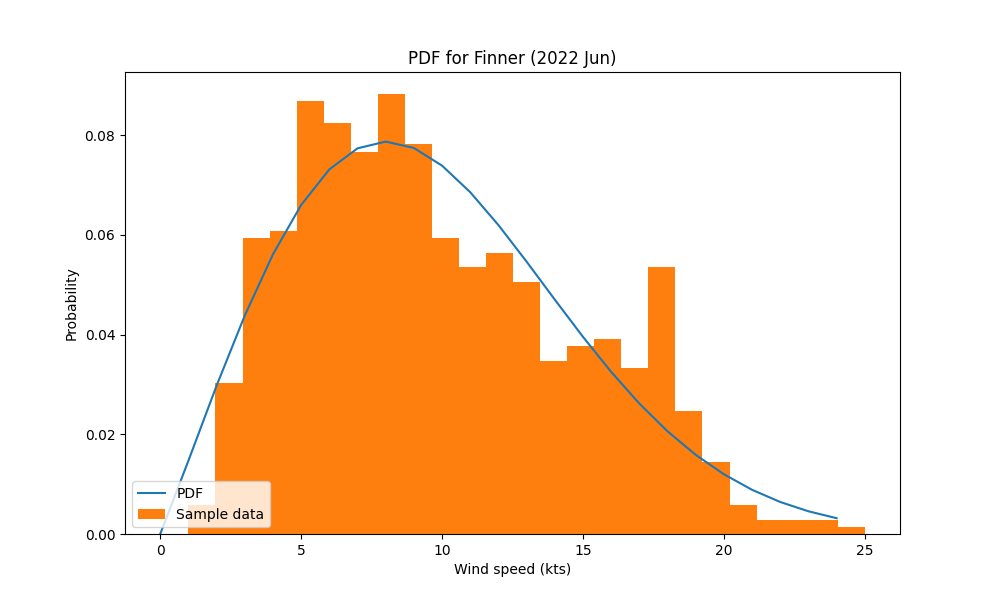 PDF for Finner (2022 Jun)
0.08
0.06
0.04
0.02
0.00
Probability
PDF
Sample data
0 5 10 15 20 25
Wind speed (kts)